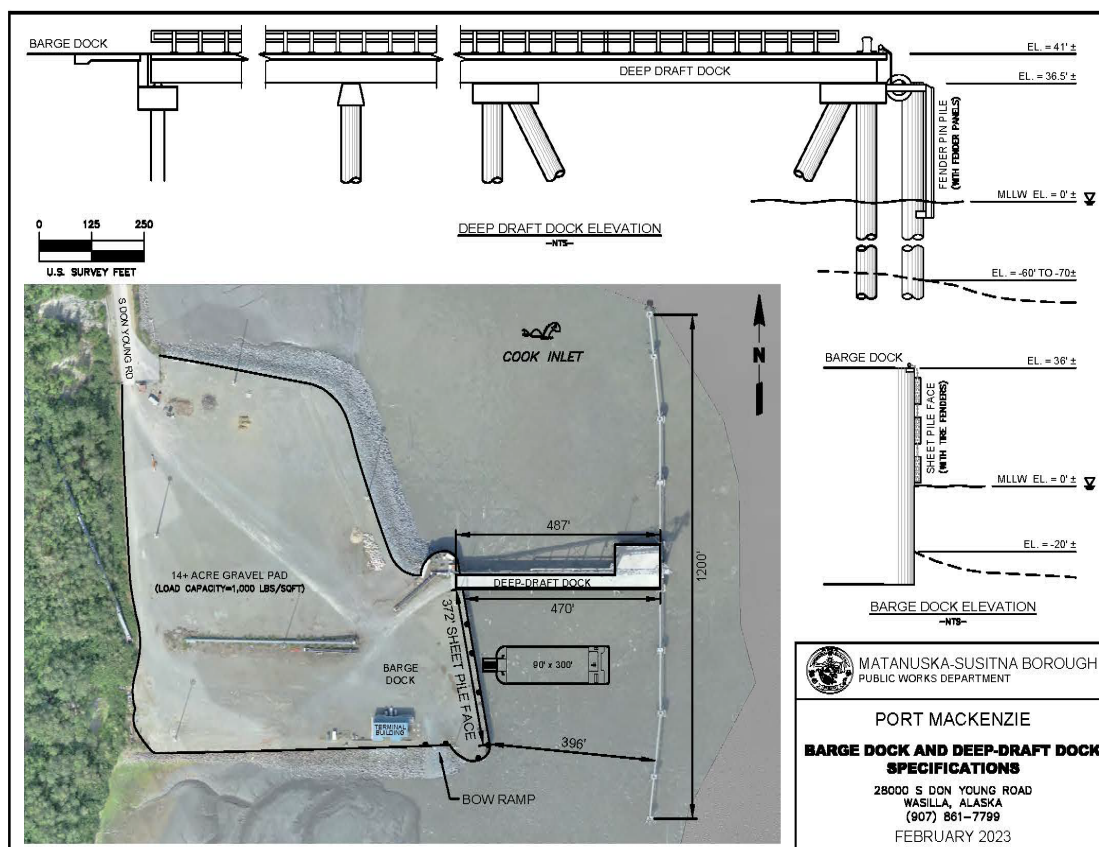 BARGE DOCK
DEEP DRAFT DOCK
EL. = 41' ±
EL. = 36.5' ±
FENDER PIN PILE
(WITH FENDER PANELS)
MLLW EL. = 0' ±
EL. = -60' TO -70±
DEEP DRAFT DOCK ELEVATION
-NTS-
0 125 250
U.S. SURVEY FEET
S DON YOUNG RD
COOK INLET
N
487'
DEEP-DRAFT DOCK
470'
1200'
14+ ACRE GRAVEL PAD
(LOAD CAPACITY=1,000 LBS/SQFT)
372' SHEET PILE FACE
BARGE
DOCK
90' x 300'
TERMINAL
BUILDING
396'
BOW RAMP
BARGE DOCK
EL. = 36' ±
SHEET PILE FACE
(WITH TIRE FENDERS)
MLLW EL. = 0' ±
EL. = -20' ±
BARGE DOCK ELEVATION
-NTS-
MATANUSKA-SUSITNA BOROUGH
PUBLIC WORKS DEPARTMENT
PORT MACKENZIE
BARGE DOCK AND DEEP-DRAFT DOCK
SPECIFICATIONS
28000 S DON YOUNG ROAD
WASILLA, ALASKA
(907) 861-7799
FEBRUARY 2023